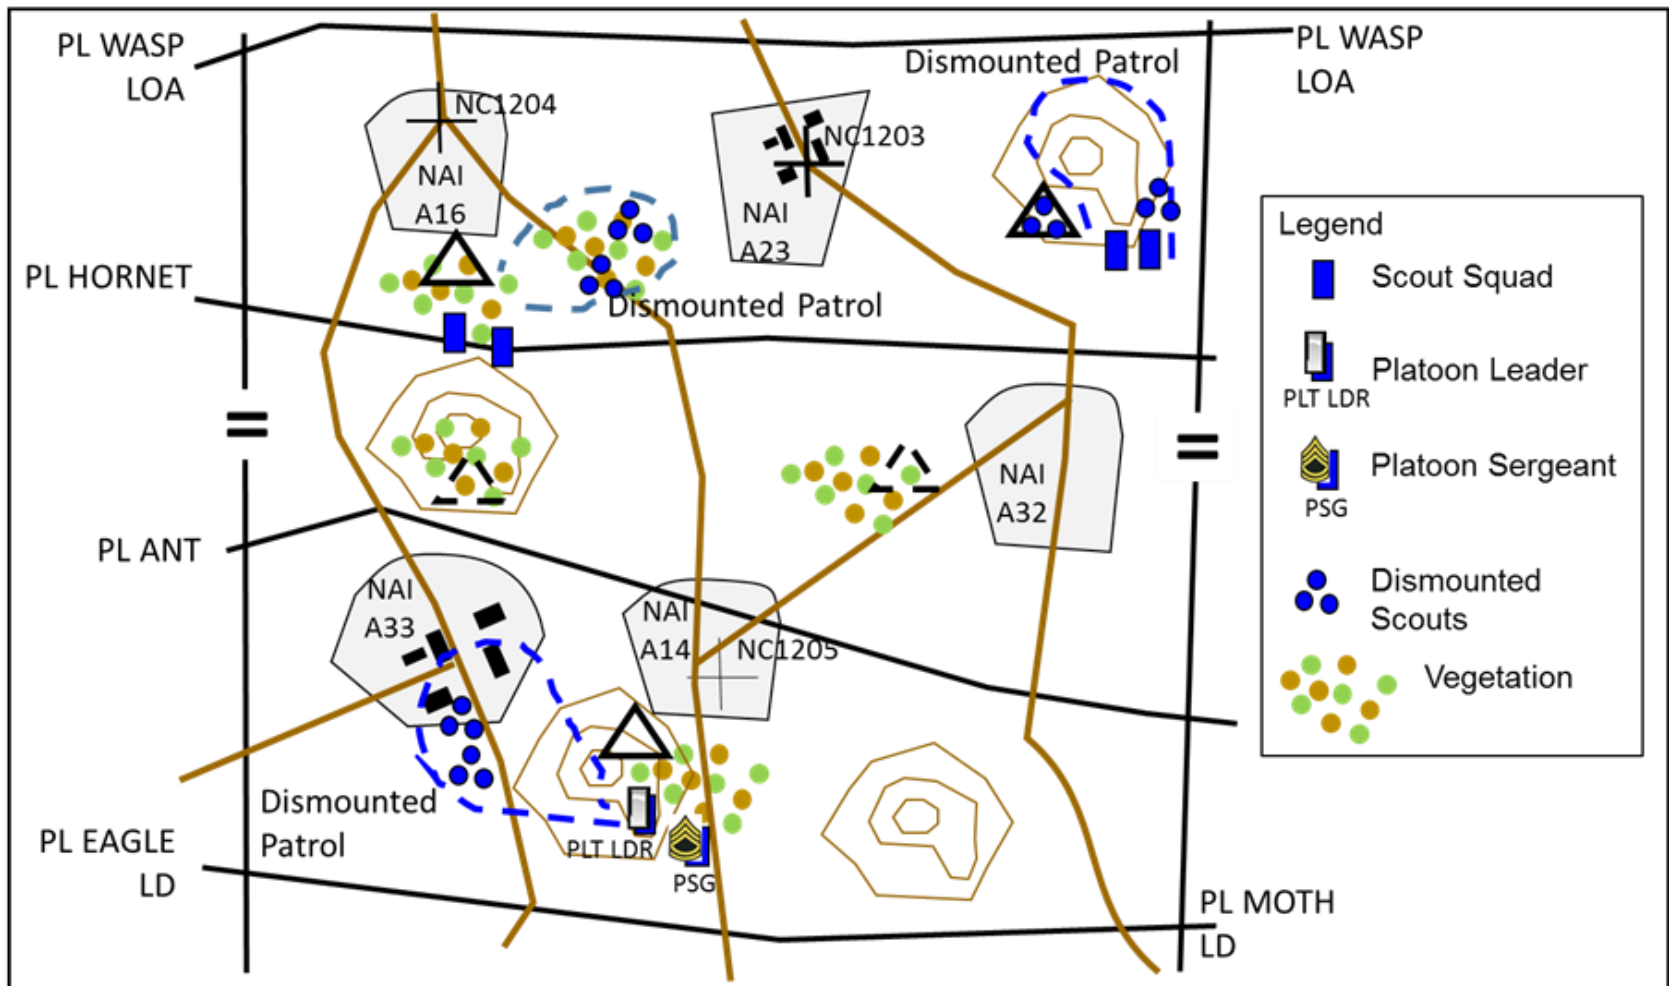 PL WASP
LOA
PL WASP
LOA
Dismounted Patrol
NC1204
NC1203
NAI
A16
NAI
A23
PL HORNET
Dismounted Patrol
NAI
A32
PL ANT
NAI
A33
NAI
A14
NC1205
Dismounted
Patrol
PLT LDR
PSG
PL EAGLE
LD
PL MOTH
LD
Legend
Scout Squad
Platoon Leader
PLT LDR
Platoon Sergeant
PSG
Dismounted
Scouts
Vegetation